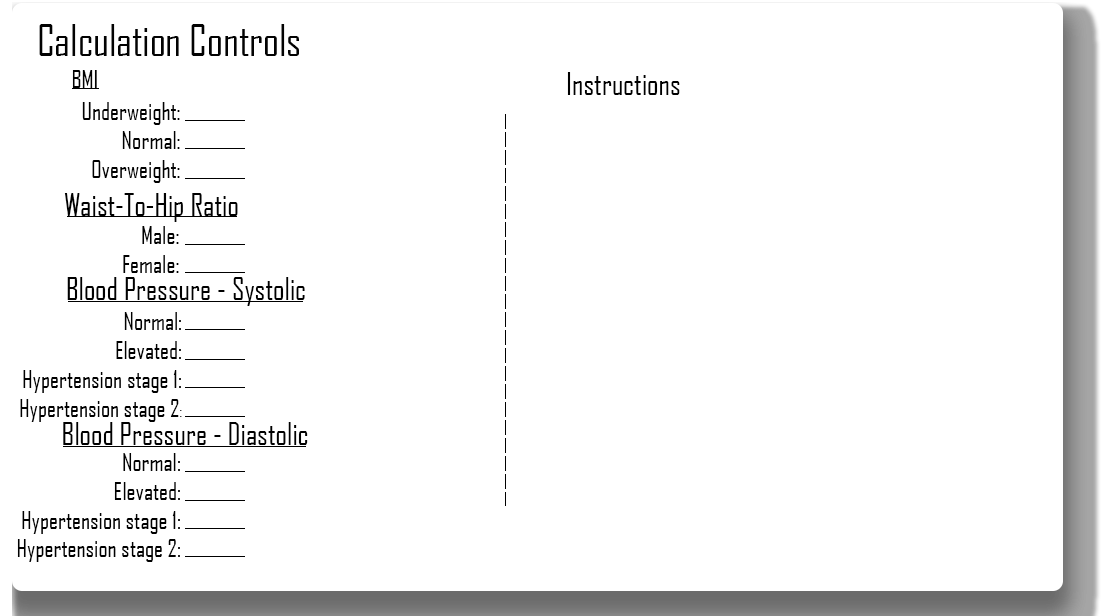 Calculation Controls
BMI
Instructions
Underweight: ______
Normal: ______
Overweight: ______
Waist-To-Hip Ratio
Male: ______
Female: ______
Blood Pressure - Systolic
Normal: ______
Elevated: ______
Hypertension stage 1: ______
Hypertension stage 2: ______
Blood Pressure - Diastolic
Normal: ______
Elevated: ______
Hypertension stage 1: ______
Hypertension stage 2: ______